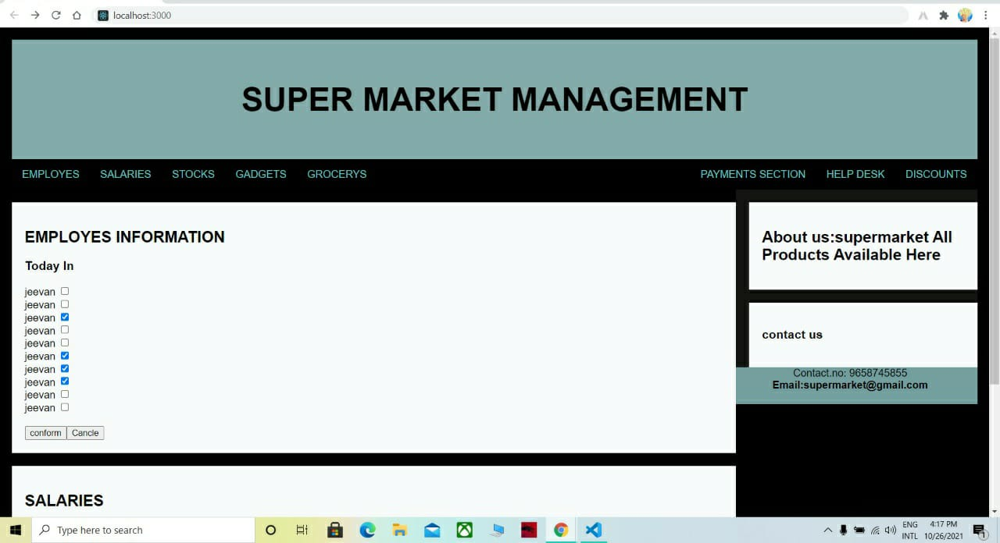 localhost:3000
SUPER MARKET MANAGEMENT
EMPLOYES SALARIES STOCKS GADGETS GROCERYS PAYMENTS SECTION HELP DESK DISCOUNTS
EMPLOYES INFORMATION
Today In
jeevan
jeevan
jeevan
jeevan
jeevan
jeevan
jeevan
jeevan
jeevan
jeevan
conform Cancle
SALARIES
About us:supermarket All
Products Available Here
contact us
Contact.no: 9658745855
Email:supermarket@gmail.com
Type here to search
ENG
INTL
4:17 PM
10/26/2021
1